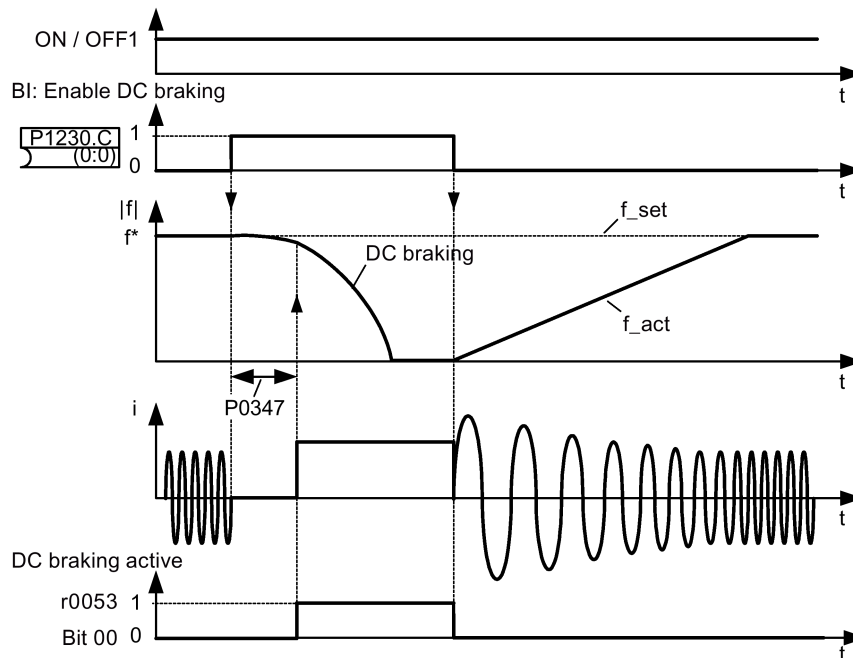 ON / OFF1
t
BI: Enable DC braking
P1230.C
(0:0)
1
0
t
|f|
f*
f_set
DC braking
f_act
t
P0347
i
t
DC braking active
r0053 1
Bit 00 0
t